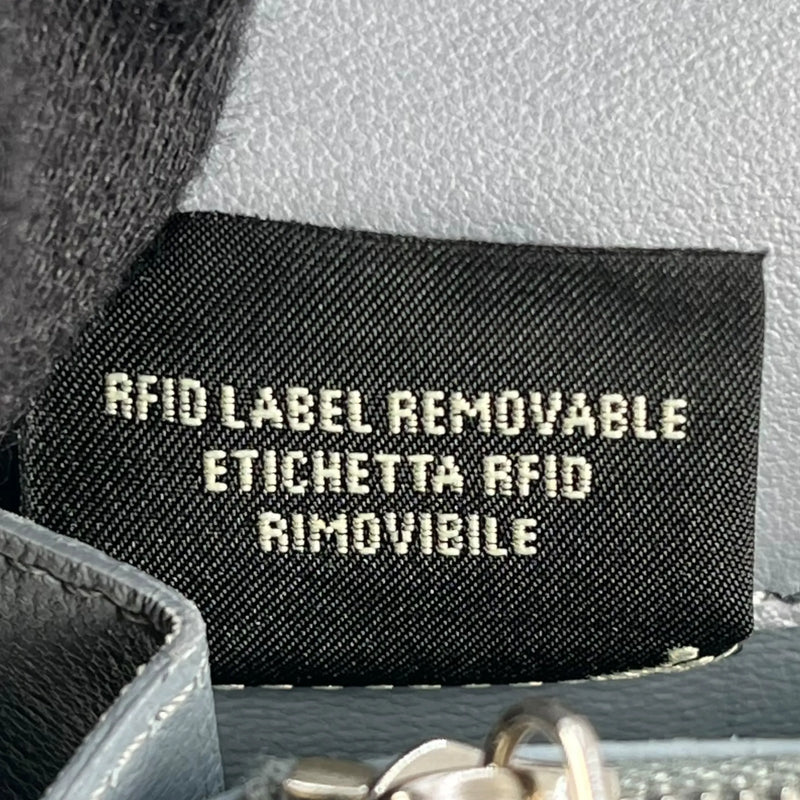 RFID LABEL REMOVABLE
ETICHETTA RFID
RIMOVIBILE